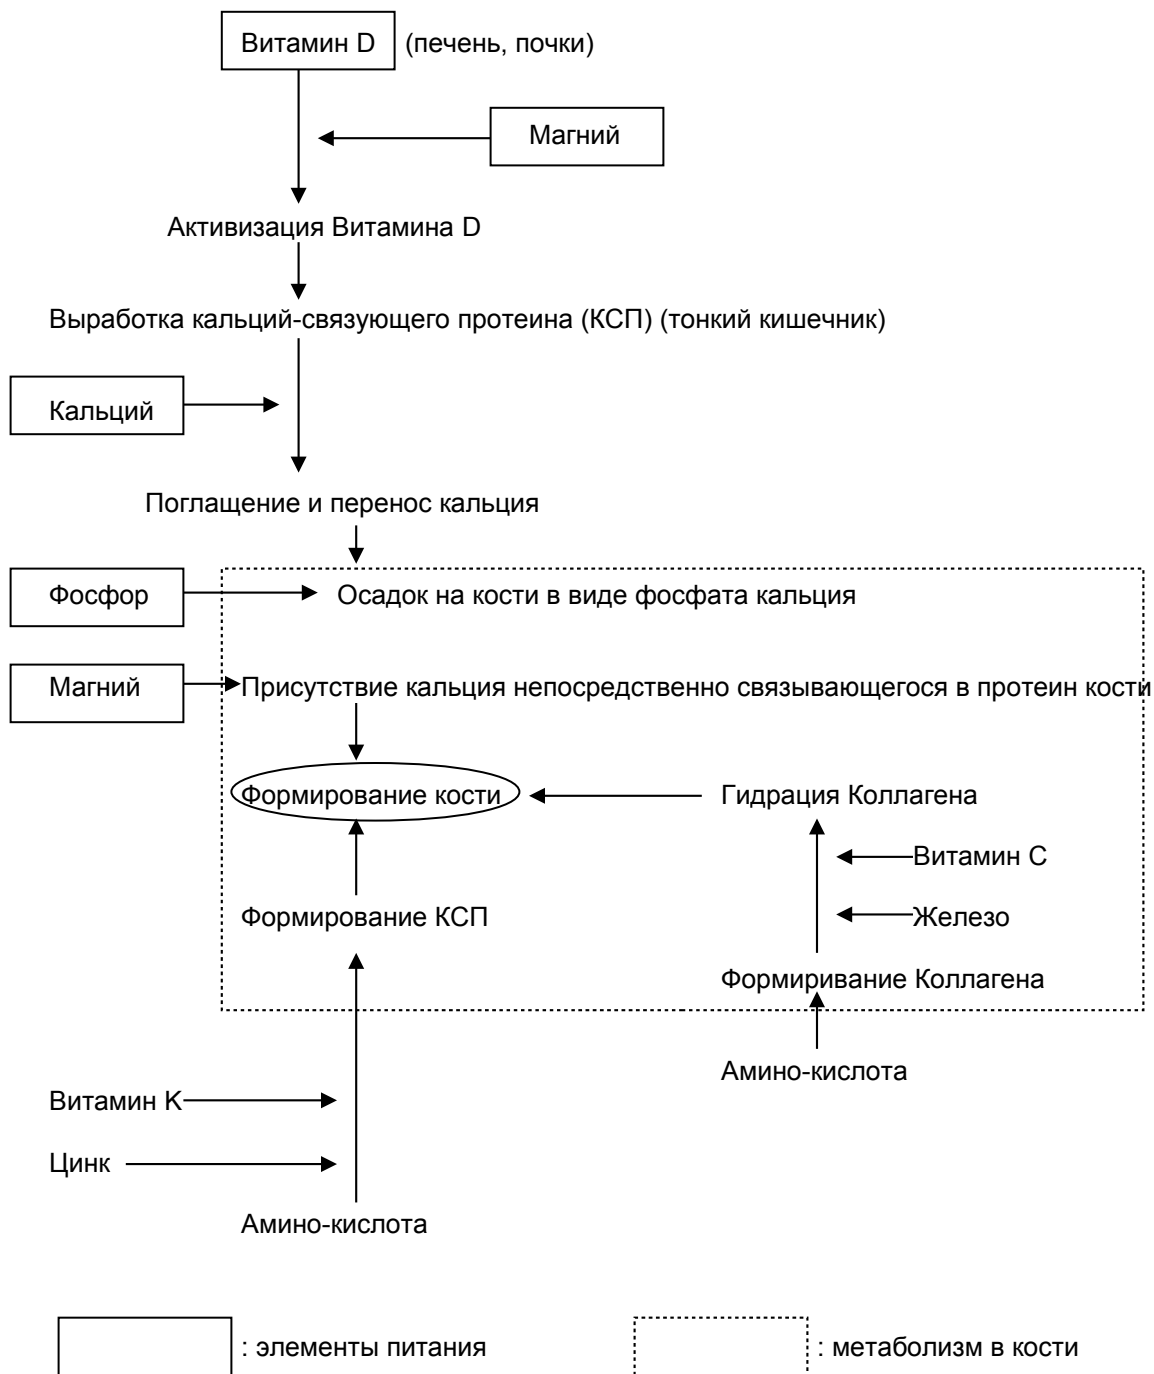 Витамин D (печень, почки)
Магний
Активизация Витамина D
Выработка кальций-связующего протеина (КСП) (тонкий кишечник)
Кальций
Поглащение и перенос кальция
Фосфор Осадок на кости в виде фосфата кальция
Магний Присутствие кальция непосредственно связывающегося в протеин кости
Формирование кости Гидрация Коллагена
Витамин С
Формирование КСП Железо
Формиривание Коллагена
Амино-кислота
Витамин К
Цинк
Амино-кислота
: элементы питания : метаболизм в кости